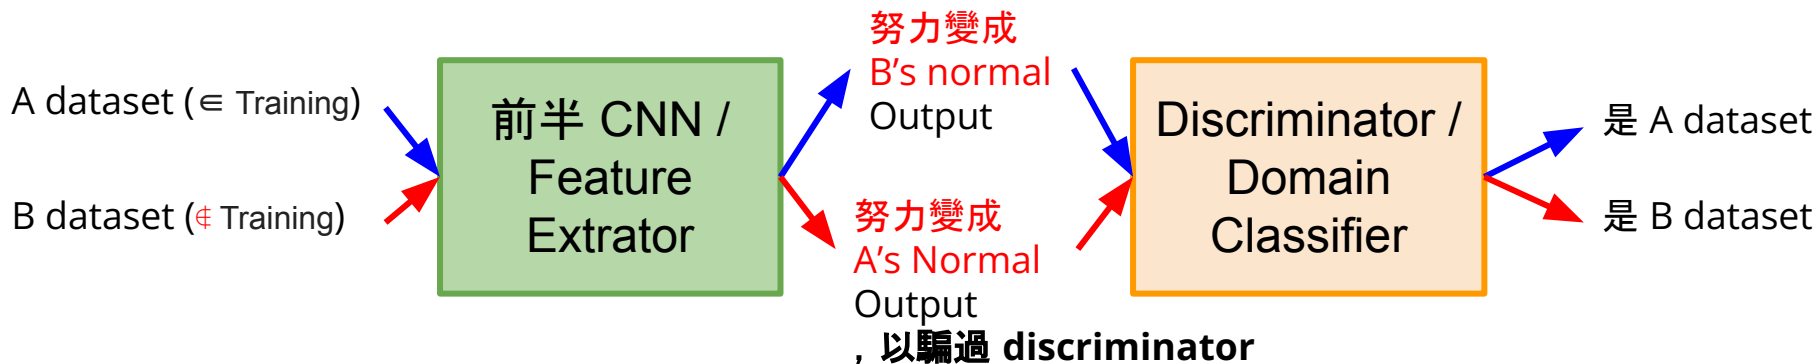 A dataset (∈ Training)
B dataset (∉ Training)
前半 CNN /
Feature
Extrator
努力變成
B’s normal
Output
努力變成
A’s Normal
Output
，以騙過 discriminator
Discriminator /
Domain
Classifier
是 A dataset
是 B dataset